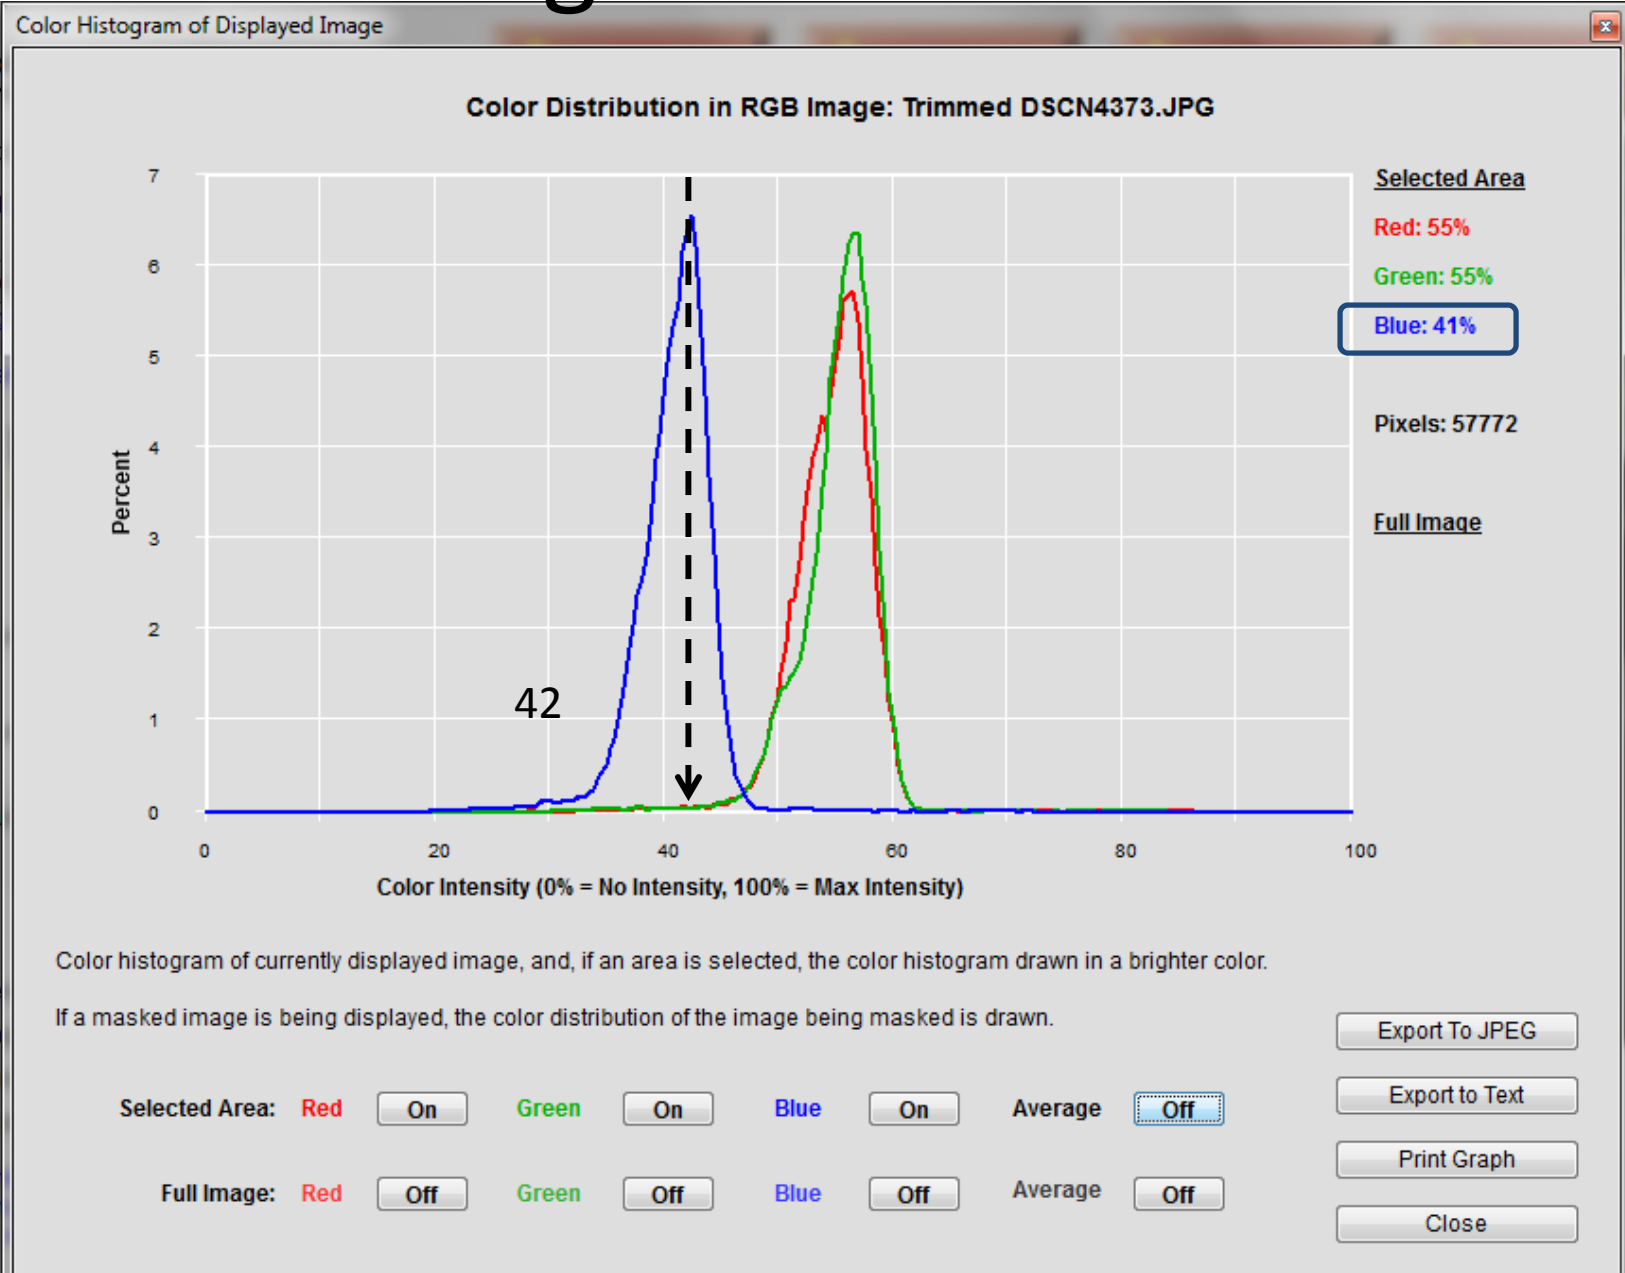 g
Color Histogram of Displayed Image
Color Distribution in RGB Image: Trimmed DSCN4373.JPG
7
6
5
4
3
2
1
0
Percent
42
0 20 40 60 80 100
Color Intensity (0% = No Intensity, 100% = Max Intensity)
Selected Area
Red: 55%
Green: 55%
Blue: 41%
Pixels: 57772
Full Image
Color histogram of currently displayed image, and, if an area is selected, the color histogram drawn in a brighter color.
If a masked image is being displayed, the color distribution of the image being masked is drawn.
Selected Area: Red On Green On Blue On Average Off
Full Image: Red Off Green Off Blue Off Average Off
Export To JPEG
Export to Text
Print Graph
Close